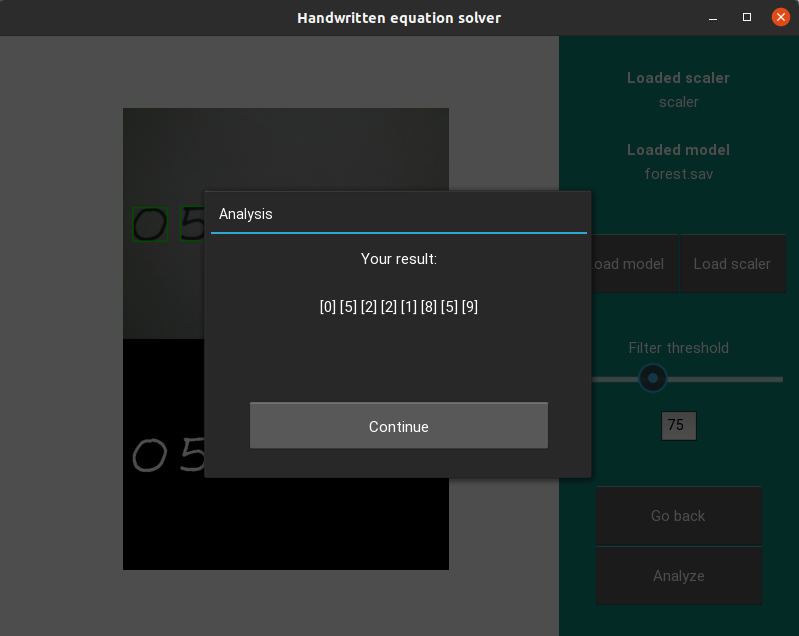 Handwritten equation solver
Loaded scaler
scaler
Loaded model
forest.sav
05
Analysis
Your result:
[0] [5] [2] [2] [1] [8] [5] [9]
Continue
oad model
Load scaler
Filter threshold
75
05
Go back
Analyze